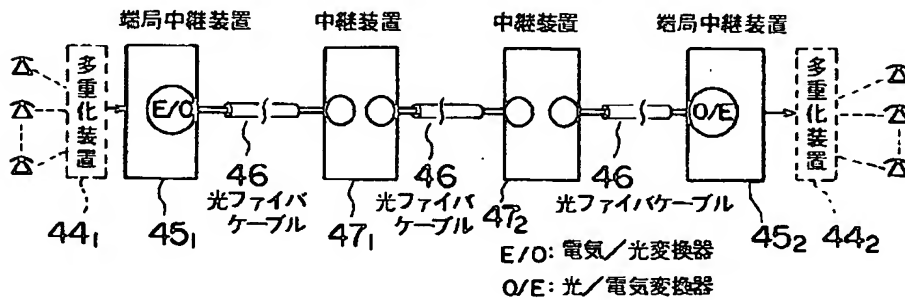 端局中継装置 中継装置 中継装置 端局中継装置
多重化装置
E/O
O/E
多重化装置
46 46 46
光ファイバケーブル
光ファイバケーブル
光ファイバケーブル
44₁ 45₁ 47₁ 47₂ 45₂ 44₂
E/O: 電気/光変換器
O/E: 光/電気変換器